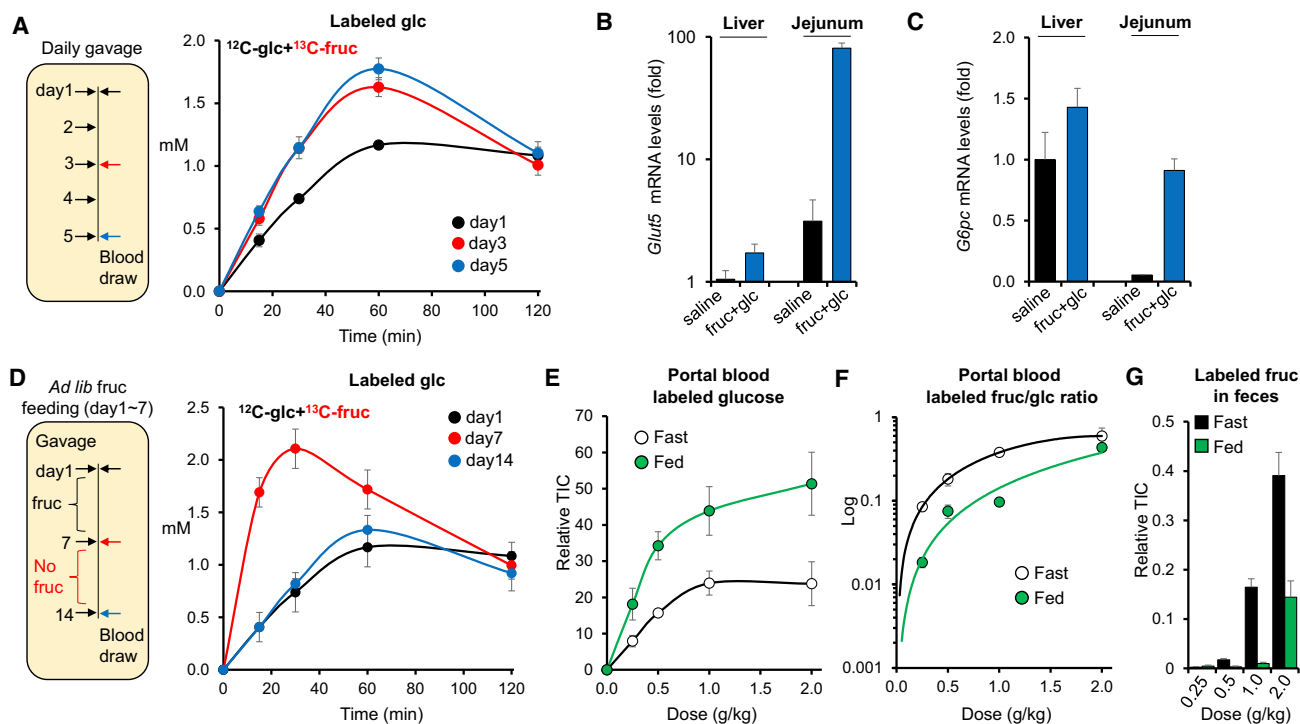 A
Daily gavage
day1
2
3
4
5
Blood
draw
Labeled glc
¹²C-glc+¹³C-fruc
mM
2.0
1.5
1.0
0.5
0.0
0 20 40 60 80 100 120
Time (min)
day1
day3
day5
B
Liver Jejunum
Glut5 mRNA levels (fold)
100
10
1
saline
fruc+glc
saline
fruc+glc
C
Liver Jejunum
G6pc mRNA levels (fold)
2.0
1.5
1.0
0.5
0.0
saline
fruc+glc
saline
fruc+glc
D
Ad lib fruc
feeding (day1~7)
Gavage
day1
fruc
7
No
fruc
14
Blood
draw
Labeled glc
¹²C-glc+¹³C-fruc
mM
2.5
2.0
1.5
1.0
0.5
0.0
0 20 40 60 80 100 120
Time (min)
day1
day7
day14
E
Portal blood
labeled glucose
Relative TIC
70
60
50
40
30
20
10
0
0.0 0.5 1.0 1.5 2.0
Dose (g/kg)
Fast
Fed
F
Portal blood
labeled fruc/glc ratio
Log
1
0.1
0.01
0.001
0.0 0.5 1.0 1.5 2.0
Dose (g/kg)
Fast
Fed
G
Labeled fruc
in feces
Fast
Fed
Relative TIC
0.5
0.4
0.3
0.2
0.1
0
0.25 0.5 1.0 2.0
Dose (g/kg)